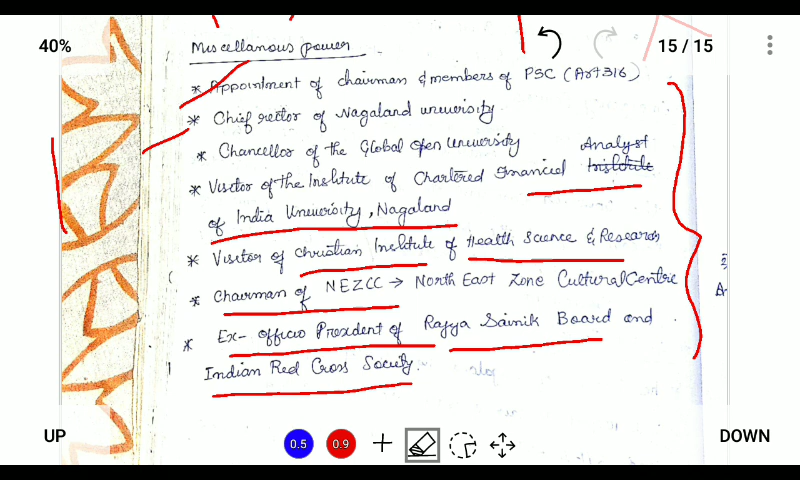 40%
15 / 15
Miscellanous power
* Appointment of chairman & members of PSC (Art 316)
* Chief rector of Nagaland university
* Chancellor of the Global Open University
Analyst
* Visitor of the Institute of Chartered Financial Institute
of India University, Nagaland
* Visitor of Christian Institute of Health Science & Research
* Chairman of NEZCC → North East Zone Cultural Centre
* Ex-officio President of Rajya Sainik Board and
Indian Red Cross Society.
UP
0.5
0.9
DOWN